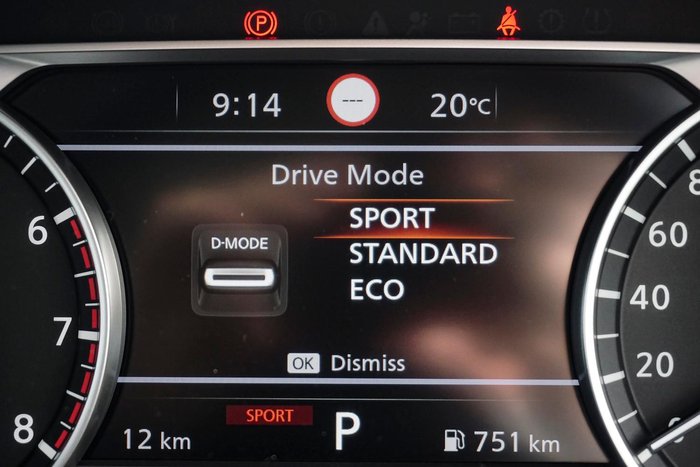 P
9:14 --- 20°C
Drive Mode
SPORT
D-MODE
STANDARD
ECO
OK Dismiss
SPORT
12 km P 751 km
6
7
8
8
60
40
20